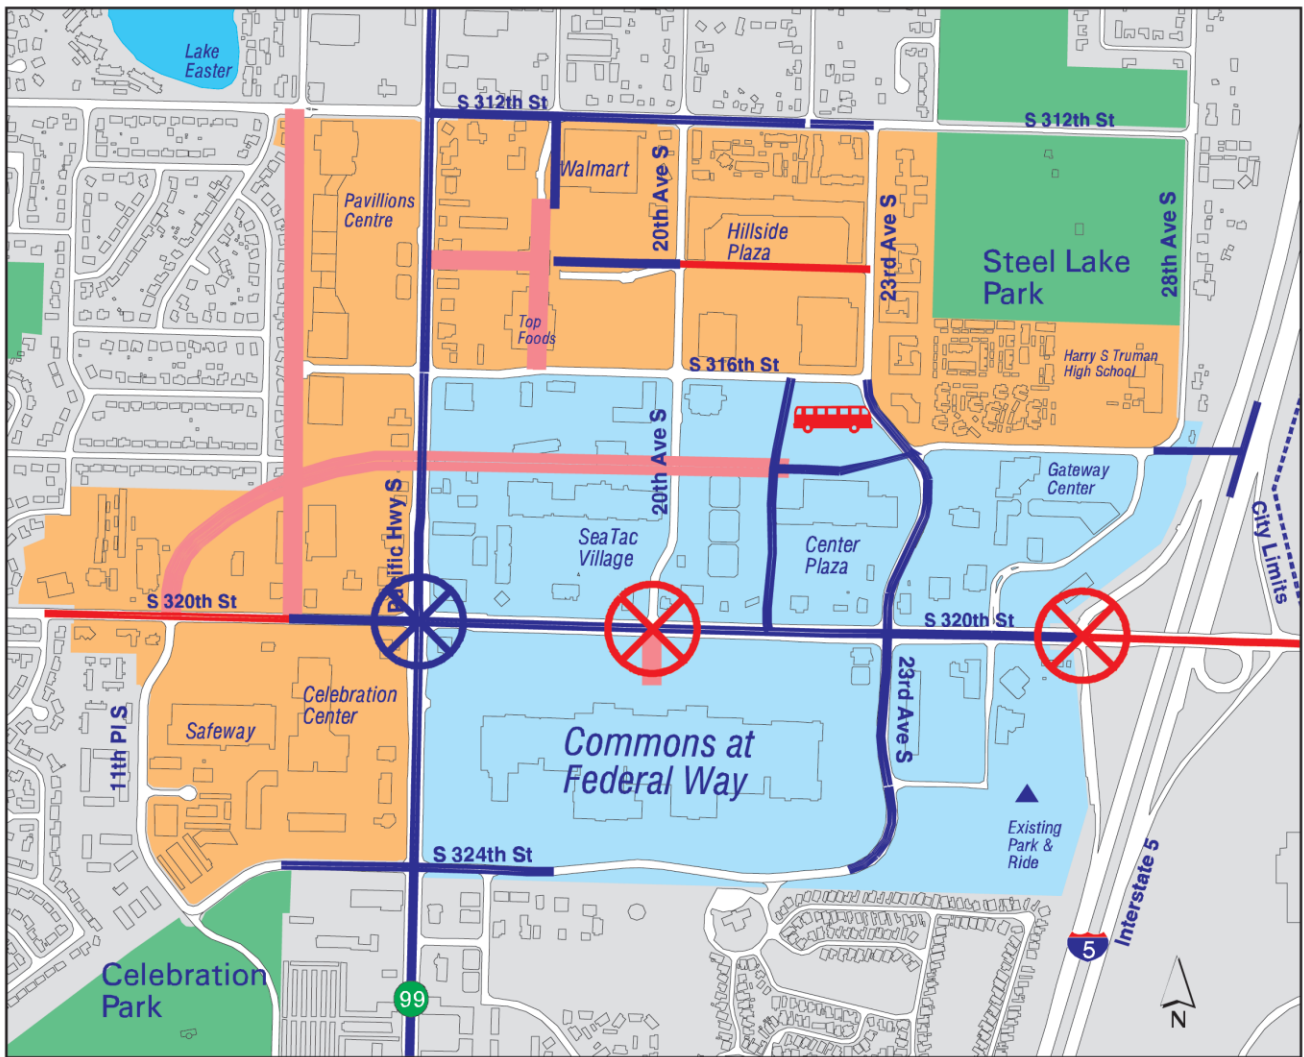 Lake
Easter
S 312th St
S 312th St
Walmart
20th Ave S
Pavillions
Centre
Hillside
Plaza
23rd Ave S
28th Ave S
Steel Lake
Park
Top
Foods
S 316th St
Harry S Truman
High School
20th Ave S
Gateway
Center
Pacific Hwy S
SeaTac
Village
Center
Plaza
City Limits
S 320th St
S 320th St
23rd Ave S
Celebration
Center
Safeway
11th Pl S
Commons at
Federal Way
Existing
Park &
Ride
S 324th St
Interstate 5
5
Celebration
Park
99
N